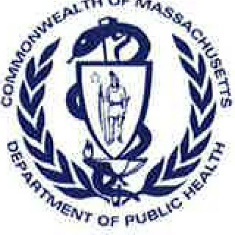 COMMONWEALTH OF MASSACHUSETTS
DEPARTMENT OF PUBLIC HEALTH